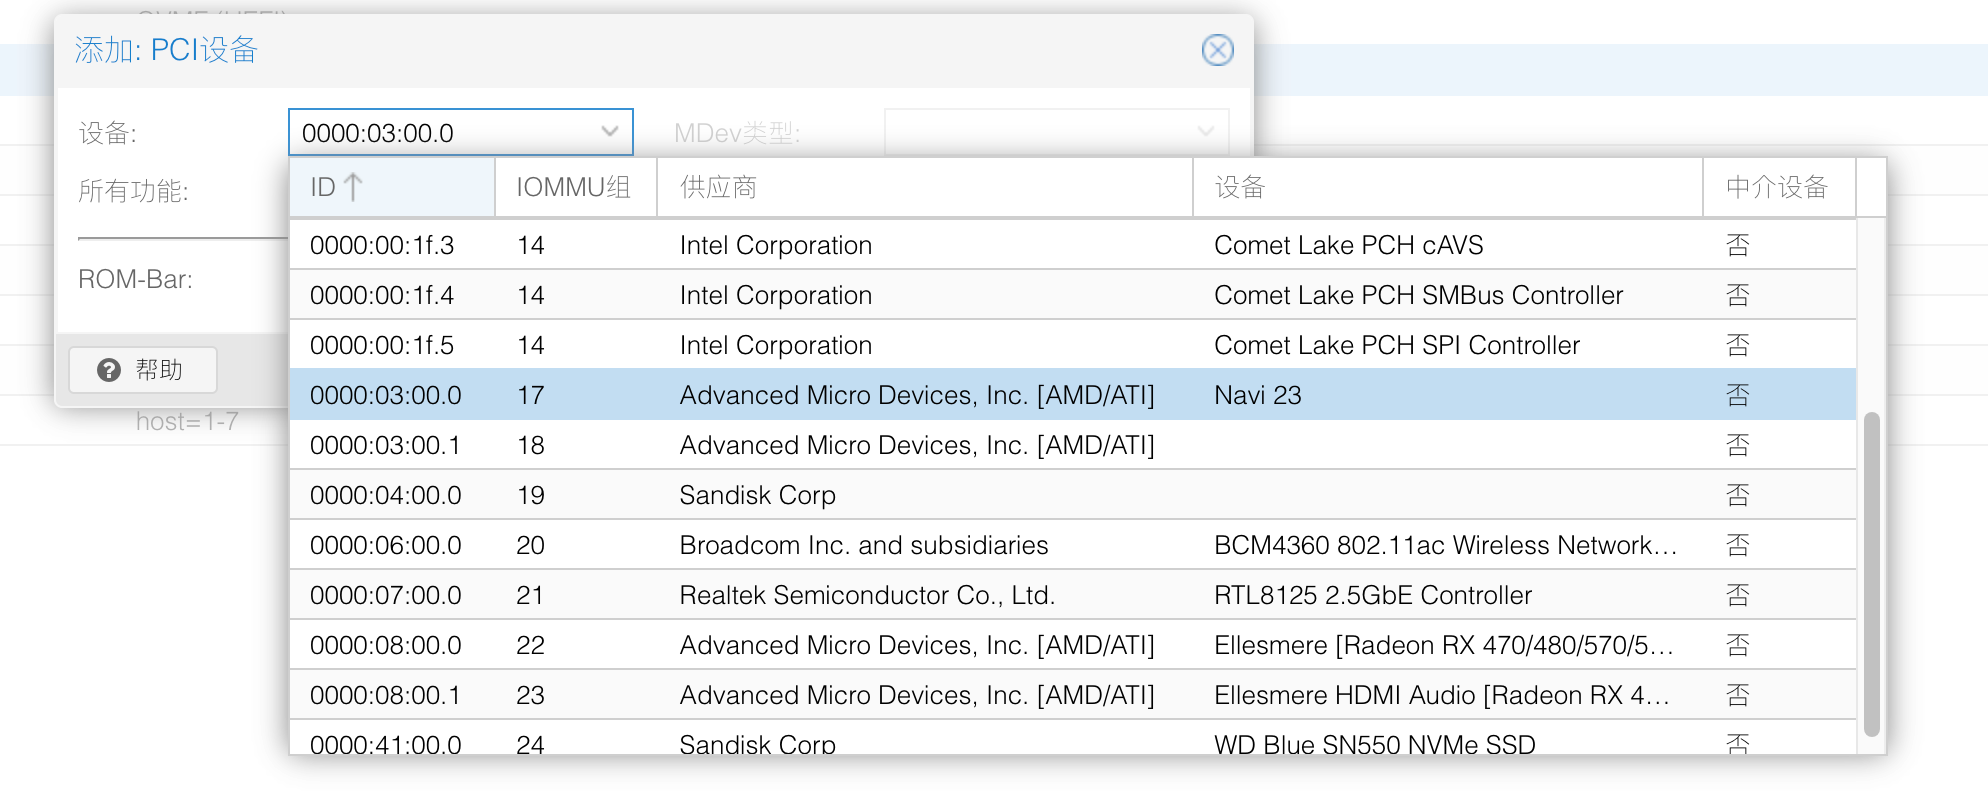 添加: PCI设备
设备: 0000:03:00.0 MDev类型:
所有功能:
ROM-Bar:
帮助
host=1-7
ID IOMMU组 供应商 设备 中介设备
0000:00:1f.3 14 Intel Corporation Comet Lake PCH cAVS 否
0000:00:1f.4 14 Intel Corporation Comet Lake PCH SMBus Controller 否
0000:00:1f.5 14 Intel Corporation Comet Lake PCH SPI Controller 否
0000:03:00.0 17 Advanced Micro Devices, Inc. [AMD/ATI] Navi 23 否
0000:03:00.1 18 Advanced Micro Devices, Inc. [AMD/ATI] 否
0000:04:00.0 19 Sandisk Corp 否
0000:06:00.0 20 Broadcom Inc. and subsidiaries BCM4360 802.11ac Wireless Network... 否
0000:07:00.0 21 Realtek Semiconductor Co., Ltd. RTL8125 2.5GbE Controller 否
0000:08:00.0 22 Advanced Micro Devices, Inc. [AMD/ATI] Ellesmere [Radeon RX 470/480/570/5... 否
0000:08:00.1 23 Advanced Micro Devices, Inc. [AMD/ATI] Ellesmere HDMI Audio [Radeon RX 4... 否
0000:41:00.0 24 Sandisk Corp WD Blue SN550 NVMe SSD 否